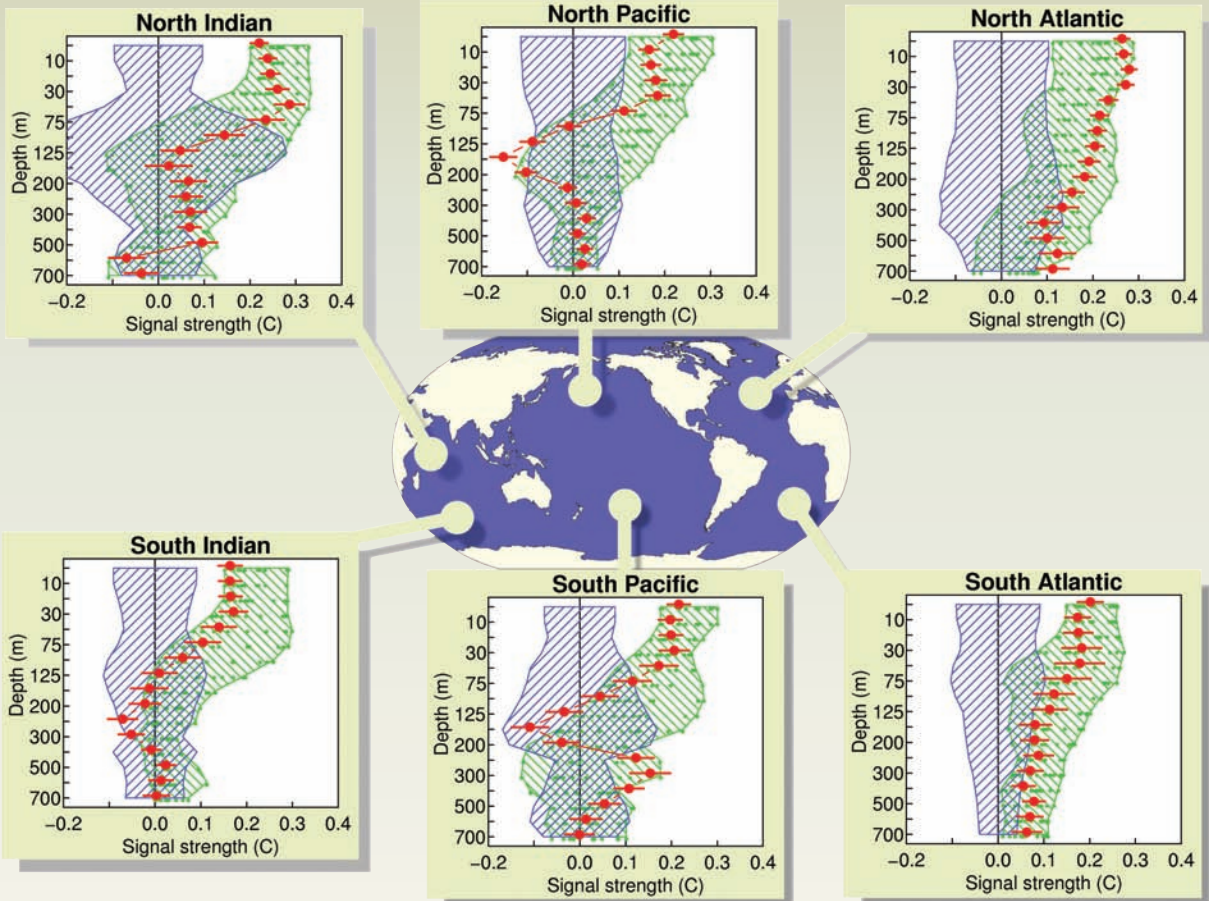 North Indian
Depth (m)
10
30
75
125
200
300
500
700
−0.2 0.0 0.1 0.2 0.3 0.4
Signal strength (C)
North Pacific
Depth (m)
10
30
75
125
200
300
500
700
−0.2 0.0 0.1 0.2 0.3 0.4
Signal strength (C)
North Atlantic
Depth (m)
10
30
75
125
200
300
500
700
−0.2 0.0 0.1 0.2 0.3 0.4
Signal strength (C)
South Indian
Depth (m)
10
30
75
125
200
300
500
700
−0.2 0.0 0.1 0.2 0.3 0.4
Signal strength (C)
South Pacific
Depth (m)
10
30
75
125
200
300
500
700
−0.2 0.0 0.1 0.2 0.3 0.4
Signal strength (C)
South Atlantic
Depth (m)
10
30
75
125
200
300
500
700
−0.2 0.0 0.1 0.2 0.3 0.4
Signal strength (C)